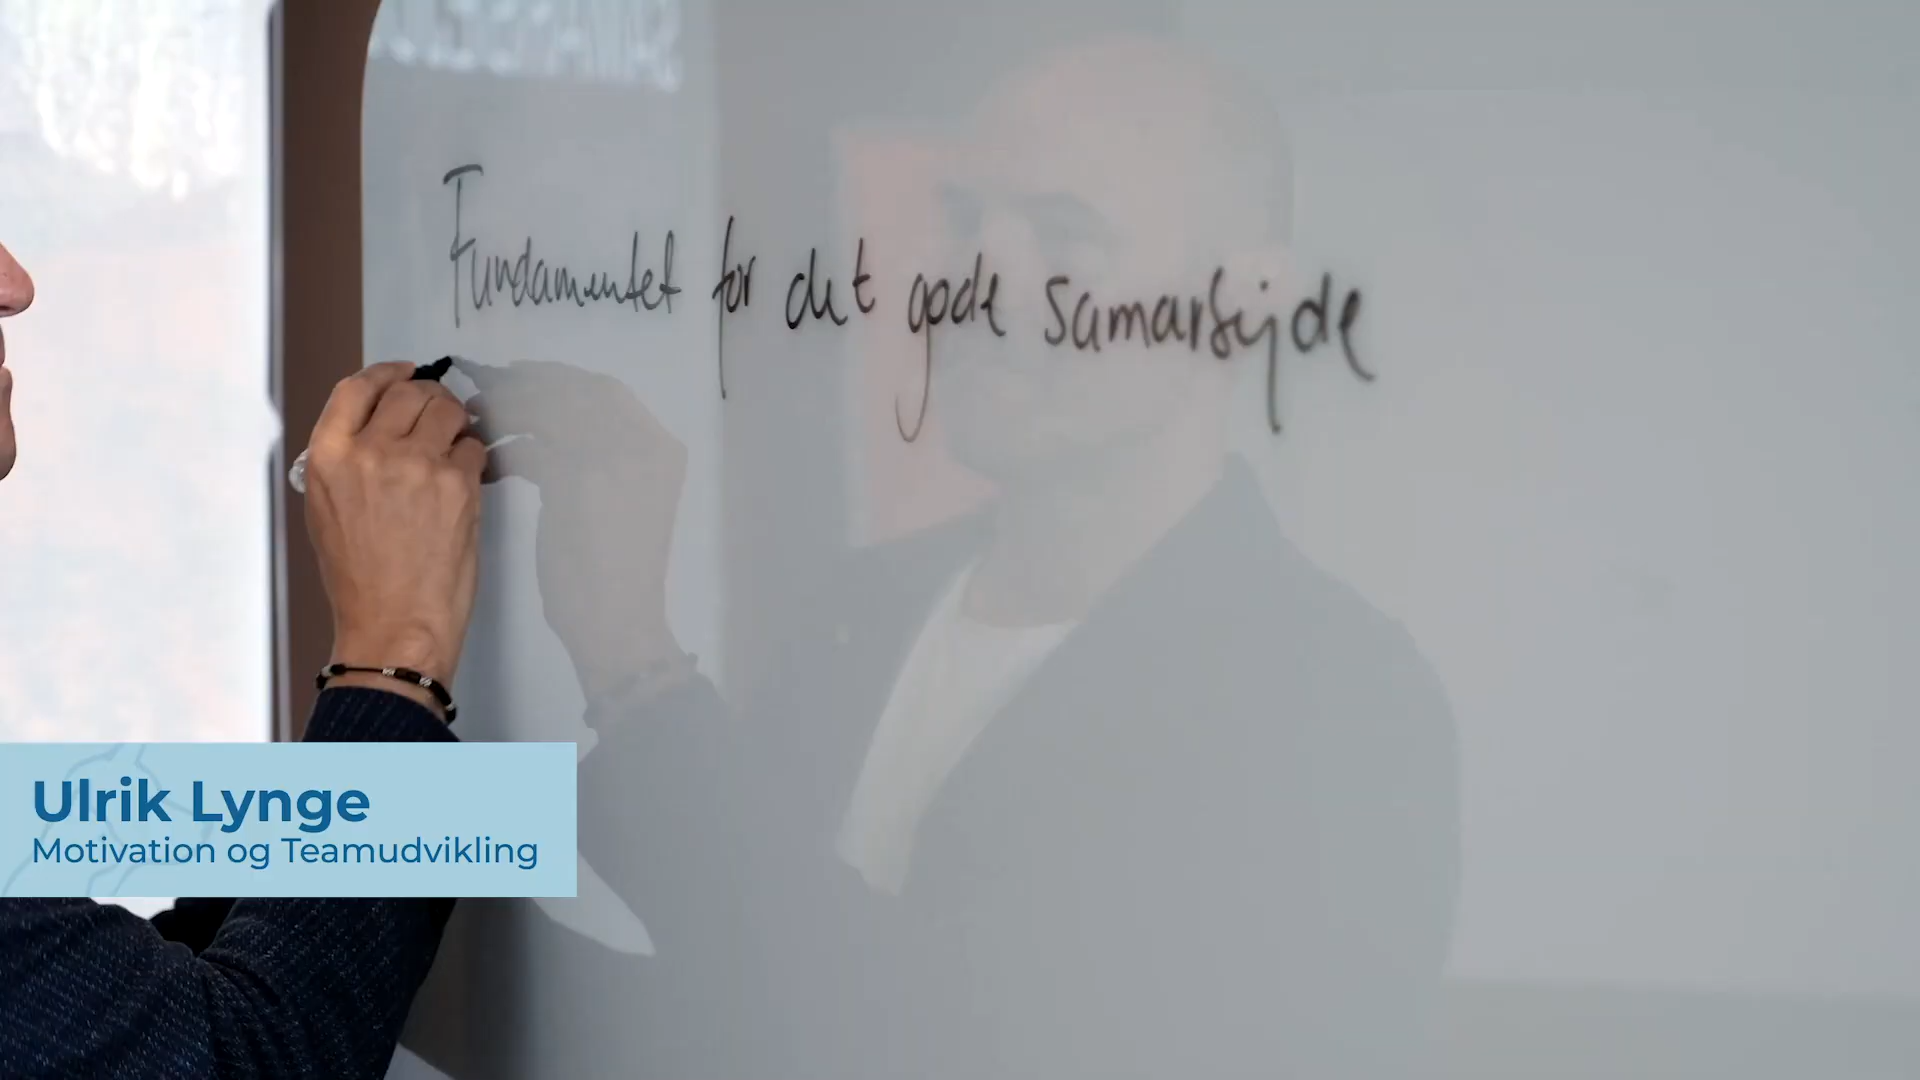 Fundamentet for det gode samarbejde
Ulrik Lynge
Motivation og Teamudvikling